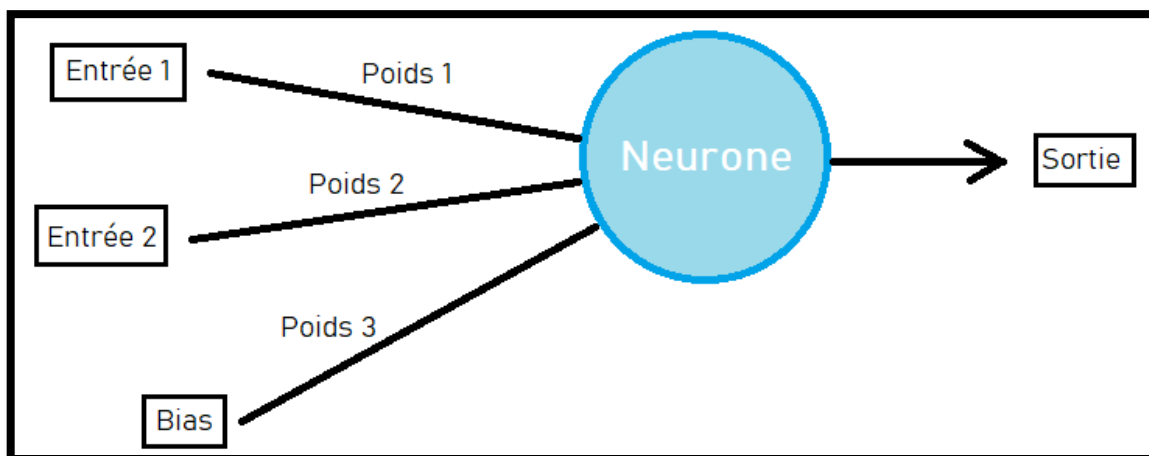 Entrée 1
Poids 1
Neurone
Sortie
Poids 2
Entrée 2
Poids 3
Bias